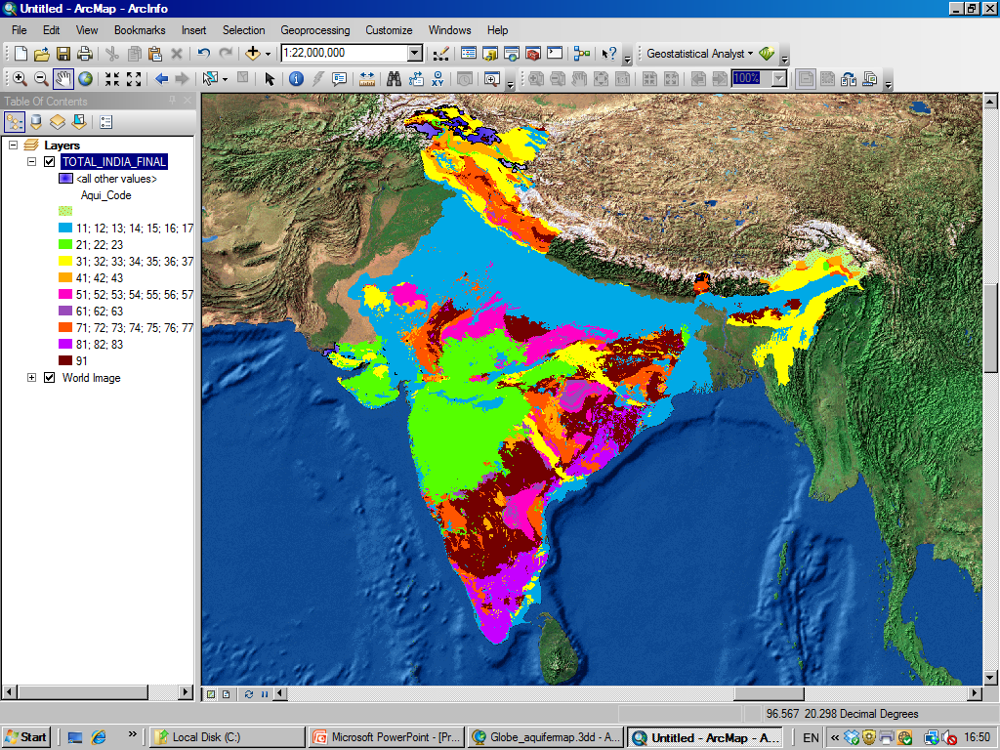 Untitled - ArcMap - ArcInfo
File Edit View Bookmarks Insert Selection Geoprocessing Customize Windows Help
1:22,000,000
Geostatistical Analyst
100%
Table Of Contents
Layers
TOTAL_INDIA_FINAL
<all other values>
Aqui_Code
11; 12; 13; 14; 15; 16; 17
21; 22; 23
31; 32; 33; 34; 35; 36; 37
41; 42; 43
51; 52; 53; 54; 55; 56; 57
61; 62; 63
71; 72; 73; 74; 75; 76; 77
81; 82; 83
91
World Image
96.567 20.298 Decimal Degrees
Start
Local Disk (C:)
Microsoft PowerPoint - [Pr...
Globe_aquifermap.3dd - A...
Untitled - ArcMap - A...
EN
16:50